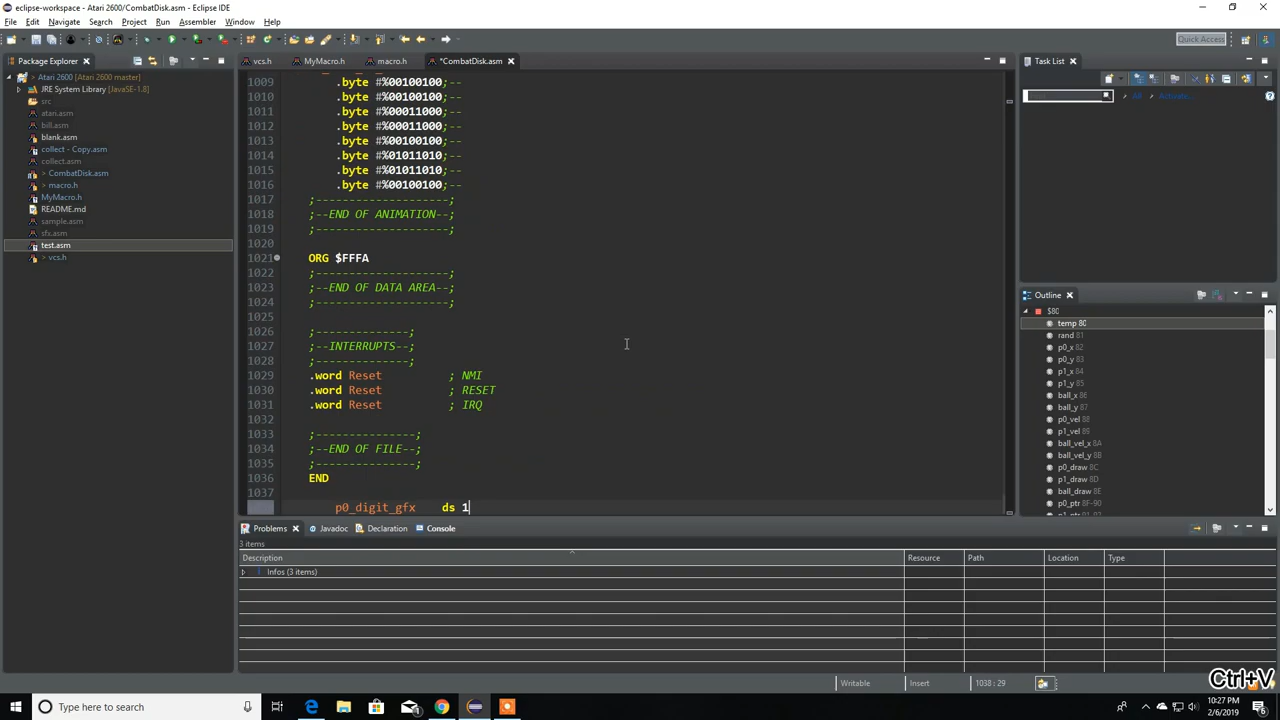 eclipse-workspace - Atari 2600/CombatDisk.asm - Eclipse IDE
File Edit Navigate Search Project Run Assembler Window Help
Quick Access
Package Explorer
vcs.h MyMacro.h macro.h *CombatDisk.asm
Task List
> Atari 2600 [Atari 2600 master]
JRE System Library [JavaSE-1.8]
src
atari.asm
bill.asm
blank.asm
collect - Copy.asm
collect.asm
> CombatDisk.asm
> macro.h
MyMacro.h
README.md
sample.asm
sfx.asm
test.asm
> vcs.h
1009 .byte #%00100100;--
1010 .byte #%00100100;--
1011 .byte #%00011000;--
1012 .byte #%00011000;--
1013 .byte #%00100100;--
1014 .byte #%01011010;--
1015 .byte #%01011010;--
1016 .byte #%00100100;--
1017 ;--------------------;
1018 ;--END OF ANIMATION--;
1019 ;--------------------;
1020
1021 ORG $FFFA
1022 ;--------------------;
1023 ;--END OF DATA AREA--;
1024 ;--------------------;
1025
1026 ;--------------;
1027 ;--INTERRUPTS--;
1028 ;--------------;
1029 .word Reset ; NMI
1030 .word Reset ; RESET
1031 .word Reset ; IRQ
1032
1033 ;---------------;
1034 ;--END OF FILE--;
1035 ;---------------;
1036 END
1037
p0_digit_gfx ds 1
All Activate...
Outline
$80
temp 80
rand 81
p0_x 82
p0_y 83
p1_x 84
p1_y 85
ball_x 86
ball_y 87
p0_vel 88
p1_vel 89
ball_vel_x 8A
ball_vel_y 8B
p0_draw 8C
p1_draw 8D
ball_draw 8E
p0_ptr 8F-90
Problems Javadoc Declaration Console
3 items
Description Resource Path Location Type
Infos (3 items)
Writable Insert 1038 : 29
Ctrl+V
Type here to search
10:27 PM
2/6/2019